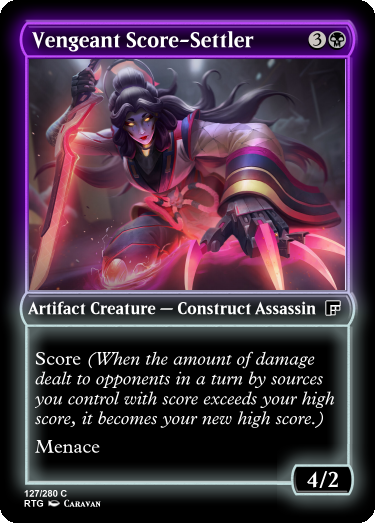 Vengeant Score-Settler 3
Artifact Creature — Construct Assassin
Score (When the amount of damage
dealt to opponents in a turn by sources
you control with score exceeds your high
score, it becomes your new high score.)
Menace
4/2
127/280 C
RTG Caravan